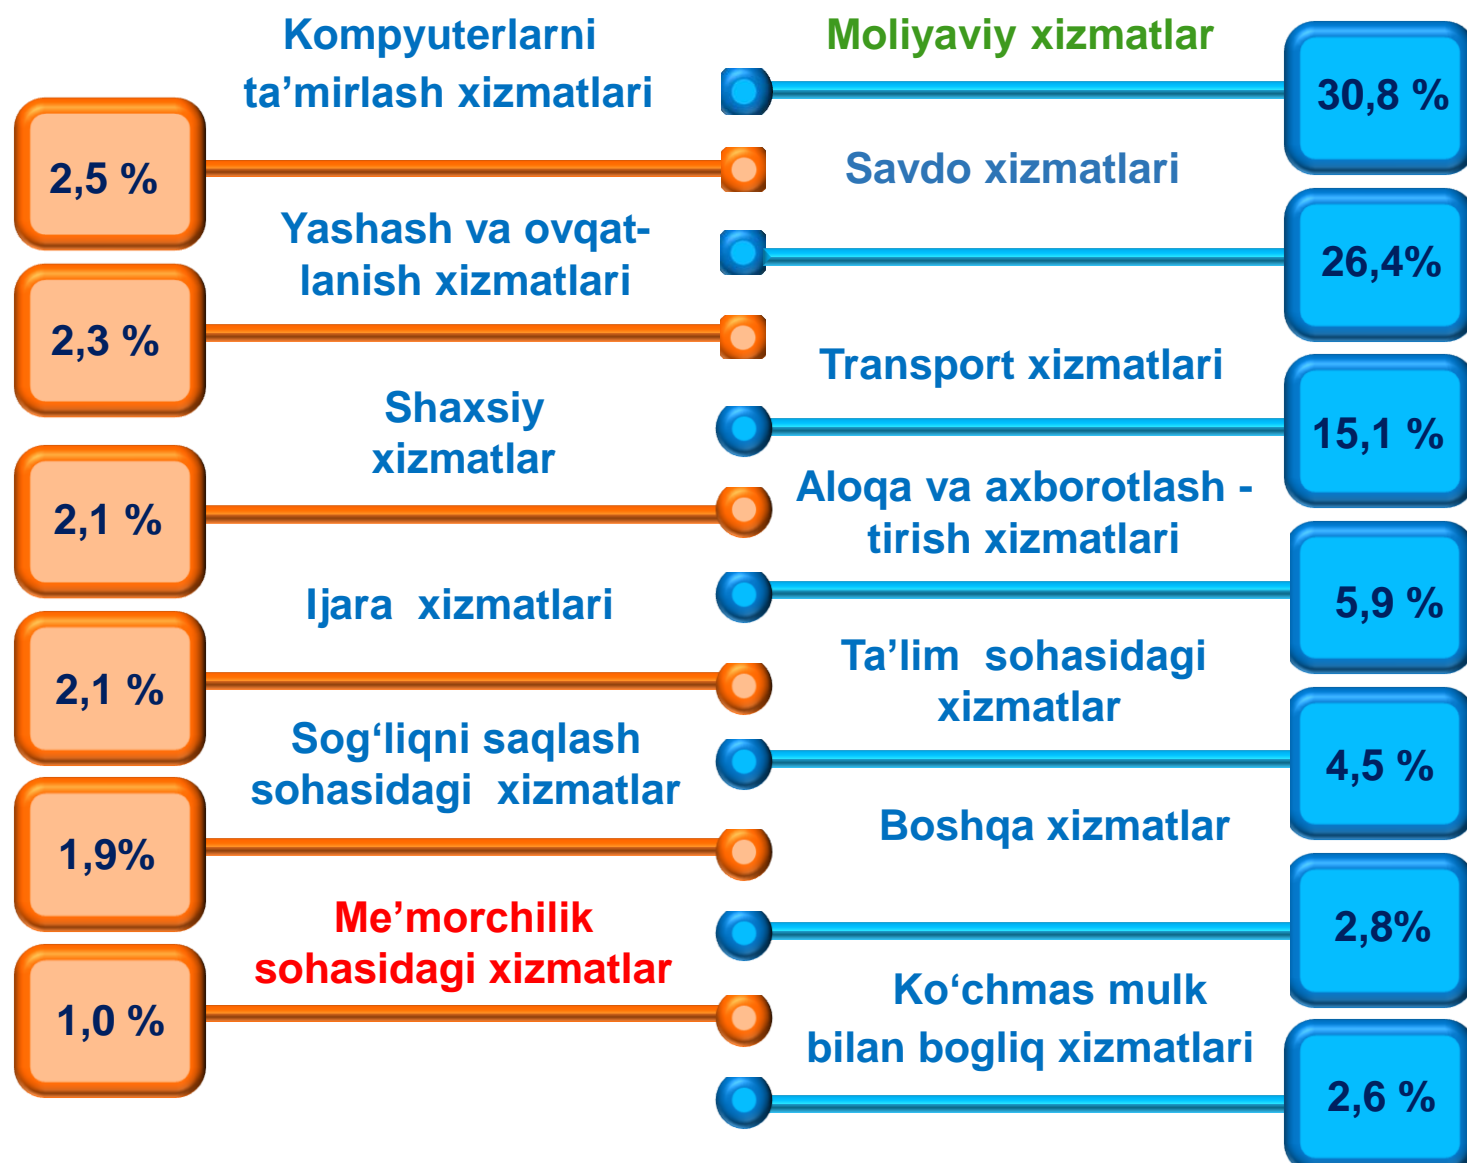 Kompyuterlarni
ta’mirlash xizmatlari
2,5 %
Yashash va ovqat-
lanish xizmatlari
2,3 %
Shaxsiy
xizmatlar
2,1 %
Ijara  xizmatlari
2,1 %
Sog‘liqni saqlash
sohasidagi  xizmatlar
1,9%
Me’morchilik
sohasidagi xizmatlar
1,0 %
Moliyaviy xizmatlar
30,8 %
Savdo xizmatlari
26,4%
Transport xizmatlari
15,1 %
Aloqa va axborotlash -
tirish xizmatlari
5,9 %
Ta’lim  sohasidagi
xizmatlar
4,5 %
Boshqa xizmatlar
2,8%
Ko‘chmas mulk
bilan bogliq xizmatlari
2,6 %